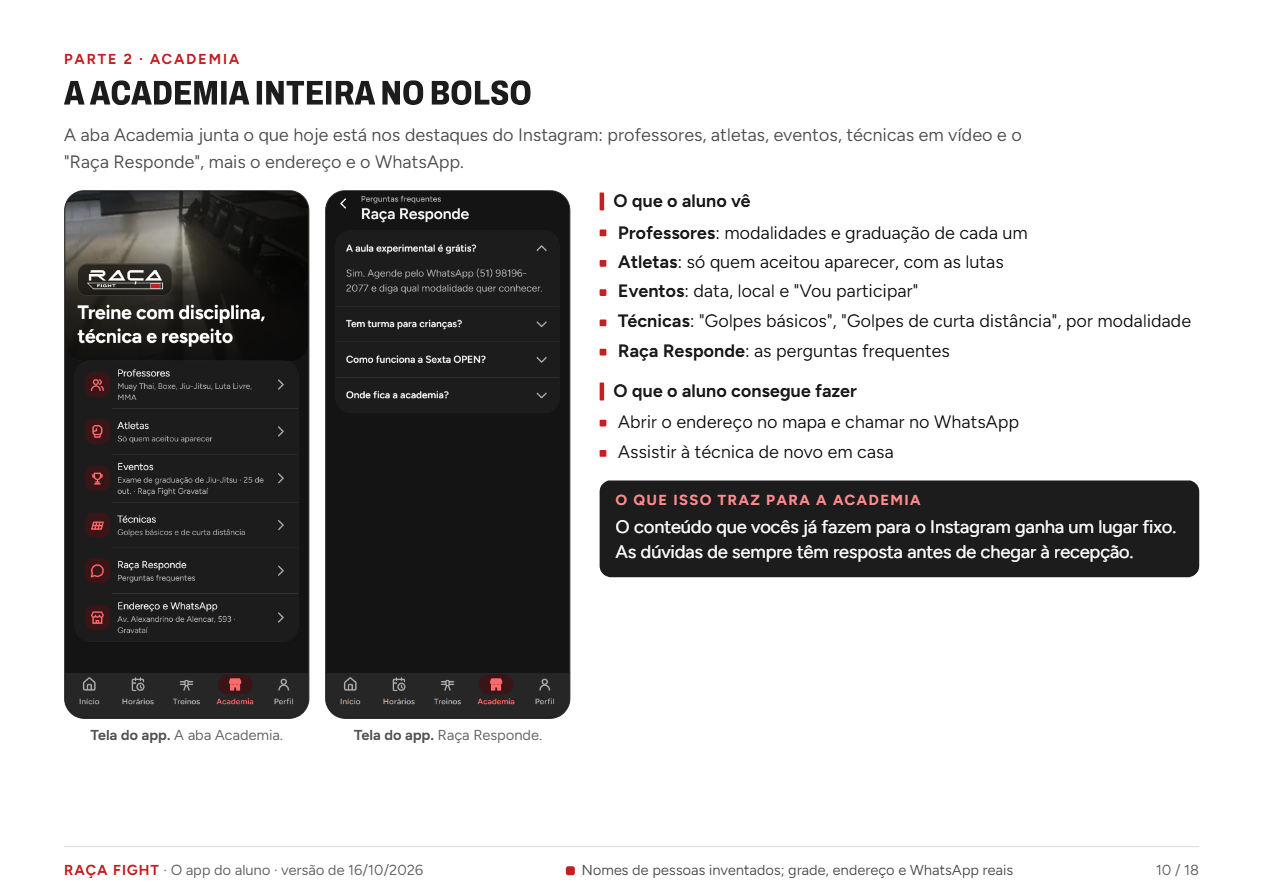 PARTE 2 · ACADEMIA
A ACADEMIA INTEIRA NO BOLSO
A aba Academia junta o que hoje está nos destaques do Instagram: professores, atletas, eventos, técnicas em vídeo e o
"Raça Responde", mais o endereço e o WhatsApp.
RAÇA
FIGHT
Treine com disciplina,
técnica e respeito
Professores
Muay Thai, Boxe, Jiu-Jitsu, Luta Livre,
MMA
Atletas
Só quem aceitou aparecer
Eventos
Exame de graduação de Jiu-Jitsu · 25 de
out. · Raça Fight Gravataí
Técnicas
Golpes básicos e de curta distância
Raça Responde
Perguntas frequentes
Endereço e WhatsApp
Av. Alexandrino de Alencar, 593 ·
Gravataí
Início
Horários
Treinos
Academia
Perfil
Tela do app. A aba Academia.
Perguntas frequentes
Raça Responde
A aula experimental é grátis?
Sim. Agende pelo WhatsApp (51) 98196-
2077 e diga qual modalidade quer conhecer.
Tem turma para crianças?
Como funciona a Sexta OPEN?
Onde fica a academia?
Início
Horários
Treinos
Academia
Perfil
Tela do app. Raça Responde.
O que o aluno vê
Professores: modalidades e graduação de cada um
Atletas: só quem aceitou aparecer, com as lutas
Eventos: data, local e "Vou participar"
Técnicas: "Golpes básicos", "Golpes de curta distância", por modalidade
Raça Responde: as perguntas frequentes
O que o aluno consegue fazer
Abrir o endereço no mapa e chamar no WhatsApp
Assistir à técnica de novo em casa
O QUE ISSO TRAZ PARA A ACADEMIA
O conteúdo que vocês já fazem para o Instagram ganha um lugar fixo.
As dúvidas de sempre têm resposta antes de chegar à recepção.
RAÇA FIGHT · O app do aluno · versão de 16/10/2026
Nomes de pessoas inventados; grade, endereço e WhatsApp reais
10 / 18